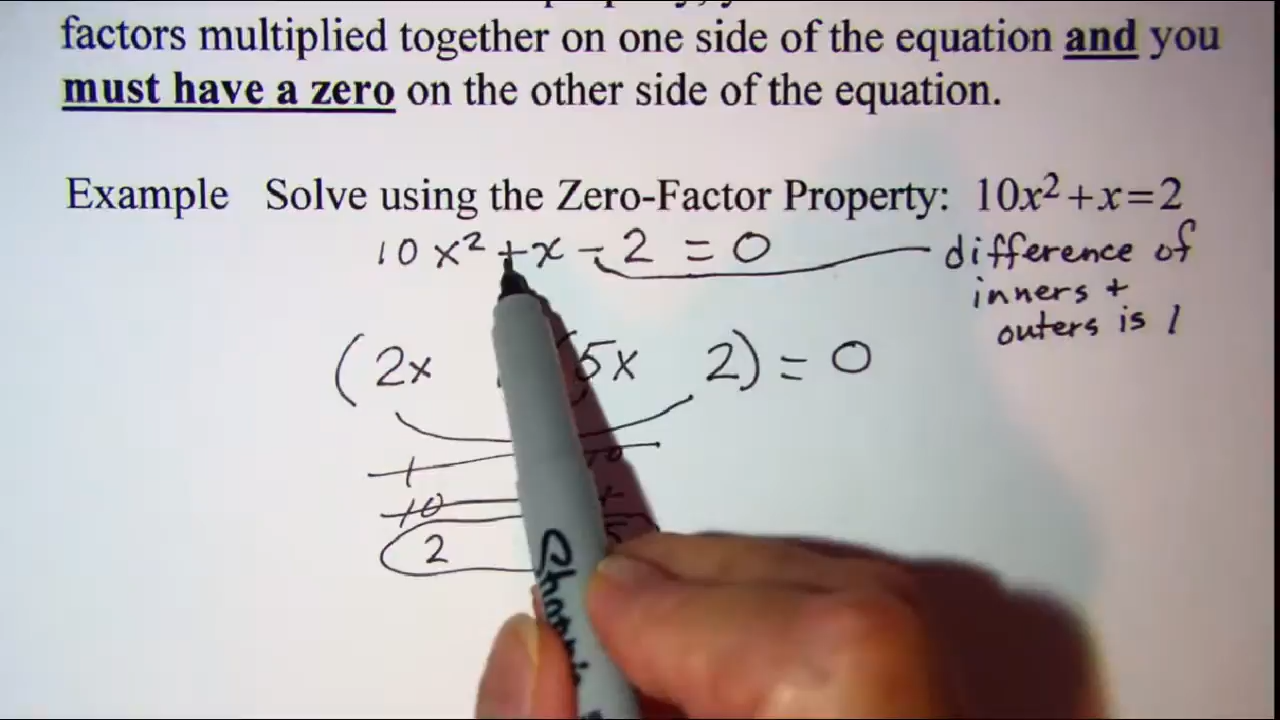 factors multiplied together on one side of the equation and you
must have a zero on the other side of the equation.
Example Solve using the Zero-Factor Property: 10x²+x=2
10x²+x-2=0
difference of
inners +
outers is 1
(2x (5x 2)=0
1 10
10
2
Sharpie